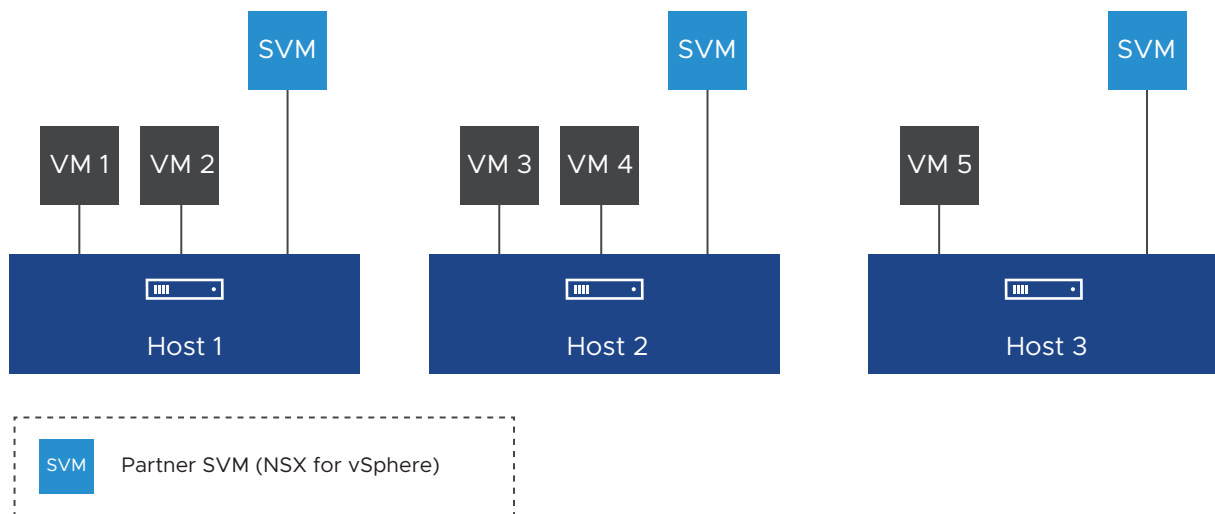 SVM
SVM
SVM
VM 1
VM 2
VM 3
VM 4
VM 5
Host 1
Host 2
Host 3
SVM
Partner SVM (NSX for vSphere)